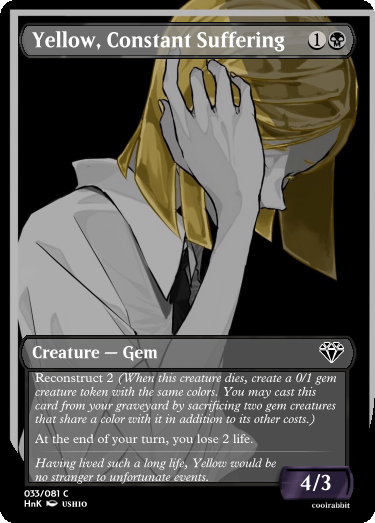 Yellow, Constant Suffering 1
Creature — Gem
Reconstruct 2 (When this creature dies, create a 0/1 gem
creature token with the same colors. You may cast this
card from your graveyard by sacrificing two gem creatures
that share a color with it in addition to its other costs.)
At the end of your turn, you lose 2 life.
Having lived such a long life, Yellow would be
no stranger to unfortunate events.
4/3
033/081 C
HnK USHIO
coolrabbit